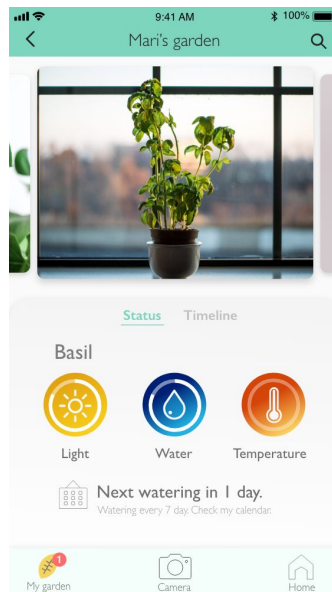 9:41 AM
100%
Mari's garden
Status Timeline
Basil
Light Water Temperature
Next watering in 1 day.
Watering every 7 day. Check my calendar.
1
My garden Camera Home